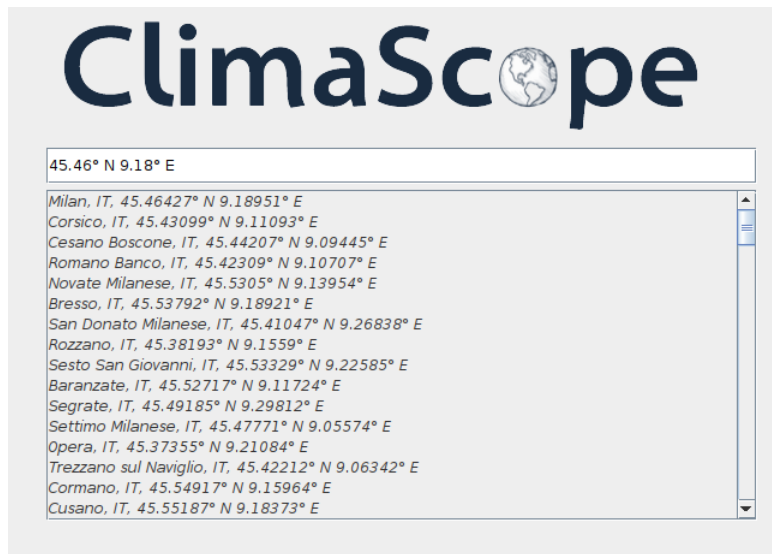 ClimaScope
45.46° N 9.18° E
Milan, IT, 45.46427° N 9.18951° E
Corsico, IT, 45.43099° N 9.11093° E
Cesano Boscone, IT, 45.44207° N 9.09445° E
Romano Banco, IT, 45.42309° N 9.10707° E
Novate Milanese, IT, 45.5305° N 9.13954° E
Bresso, IT, 45.53792° N 9.18921° E
San Donato Milanese, IT, 45.41047° N 9.26838° E
Rozzano, IT, 45.38193° N 9.1559° E
Sesto San Giovanni, IT, 45.53329° N 9.22585° E
Baranzate, IT, 45.52717° N 9.11724° E
Segrate, IT, 45.49185° N 9.29812° E
Settimo Milanese, IT, 45.47771° N 9.05574° E
Opera, IT, 45.37355° N 9.21084° E
Trezzano sul Naviglio, IT, 45.42212° N 9.06342° E
Cormano, IT, 45.54917° N 9.15964° E
Cusano, IT, 45.55187° N 9.18373° E